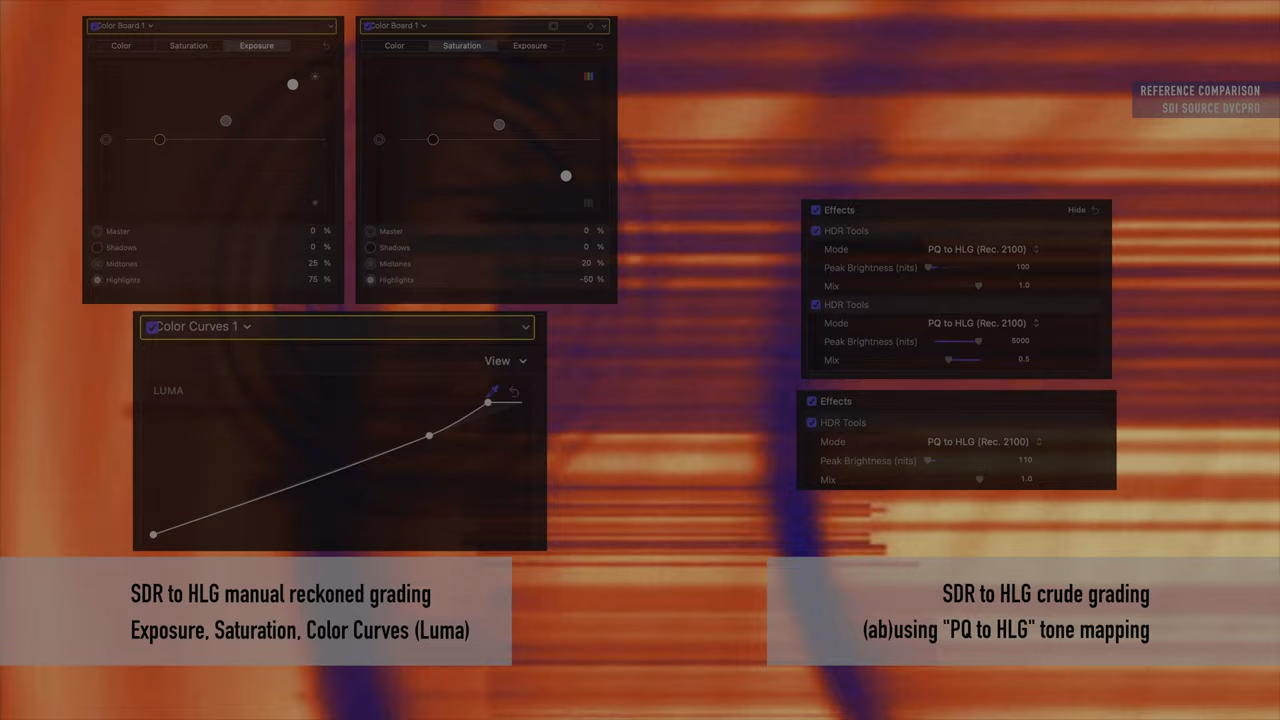 Color Board 1
Color Saturation Exposure
Master 0 %
Shadows 0 %
Midtones 25 %
Highlights 75 %
Color Board 1
Color Saturation Exposure
Master 0 %
Shadows 0 %
Midtones 20 %
Highlights -50 %
Color Curves 1
View
LUMA
SDR to HLG manual reckoned grading
Exposure, Saturation, Color Curves (Luma)
REFERENCE COMPARISON
SDI SOURCE DVCPRO
Effects Hide
HDR Tools
Mode PQ to HLG (Rec. 2100)
Peak Brightness (nits) 100
Mix 1.0
HDR Tools
Mode PQ to HLG (Rec. 2100)
Peak Brightness (nits) 5000
Mix 0.5
Effects
HDR Tools
Mode PQ to HLG (Rec. 2100)
Peak Brightness (nits) 110
Mix 1.0
SDR to HLG crude grading
(ab)using "PQ to HLG" tone mapping